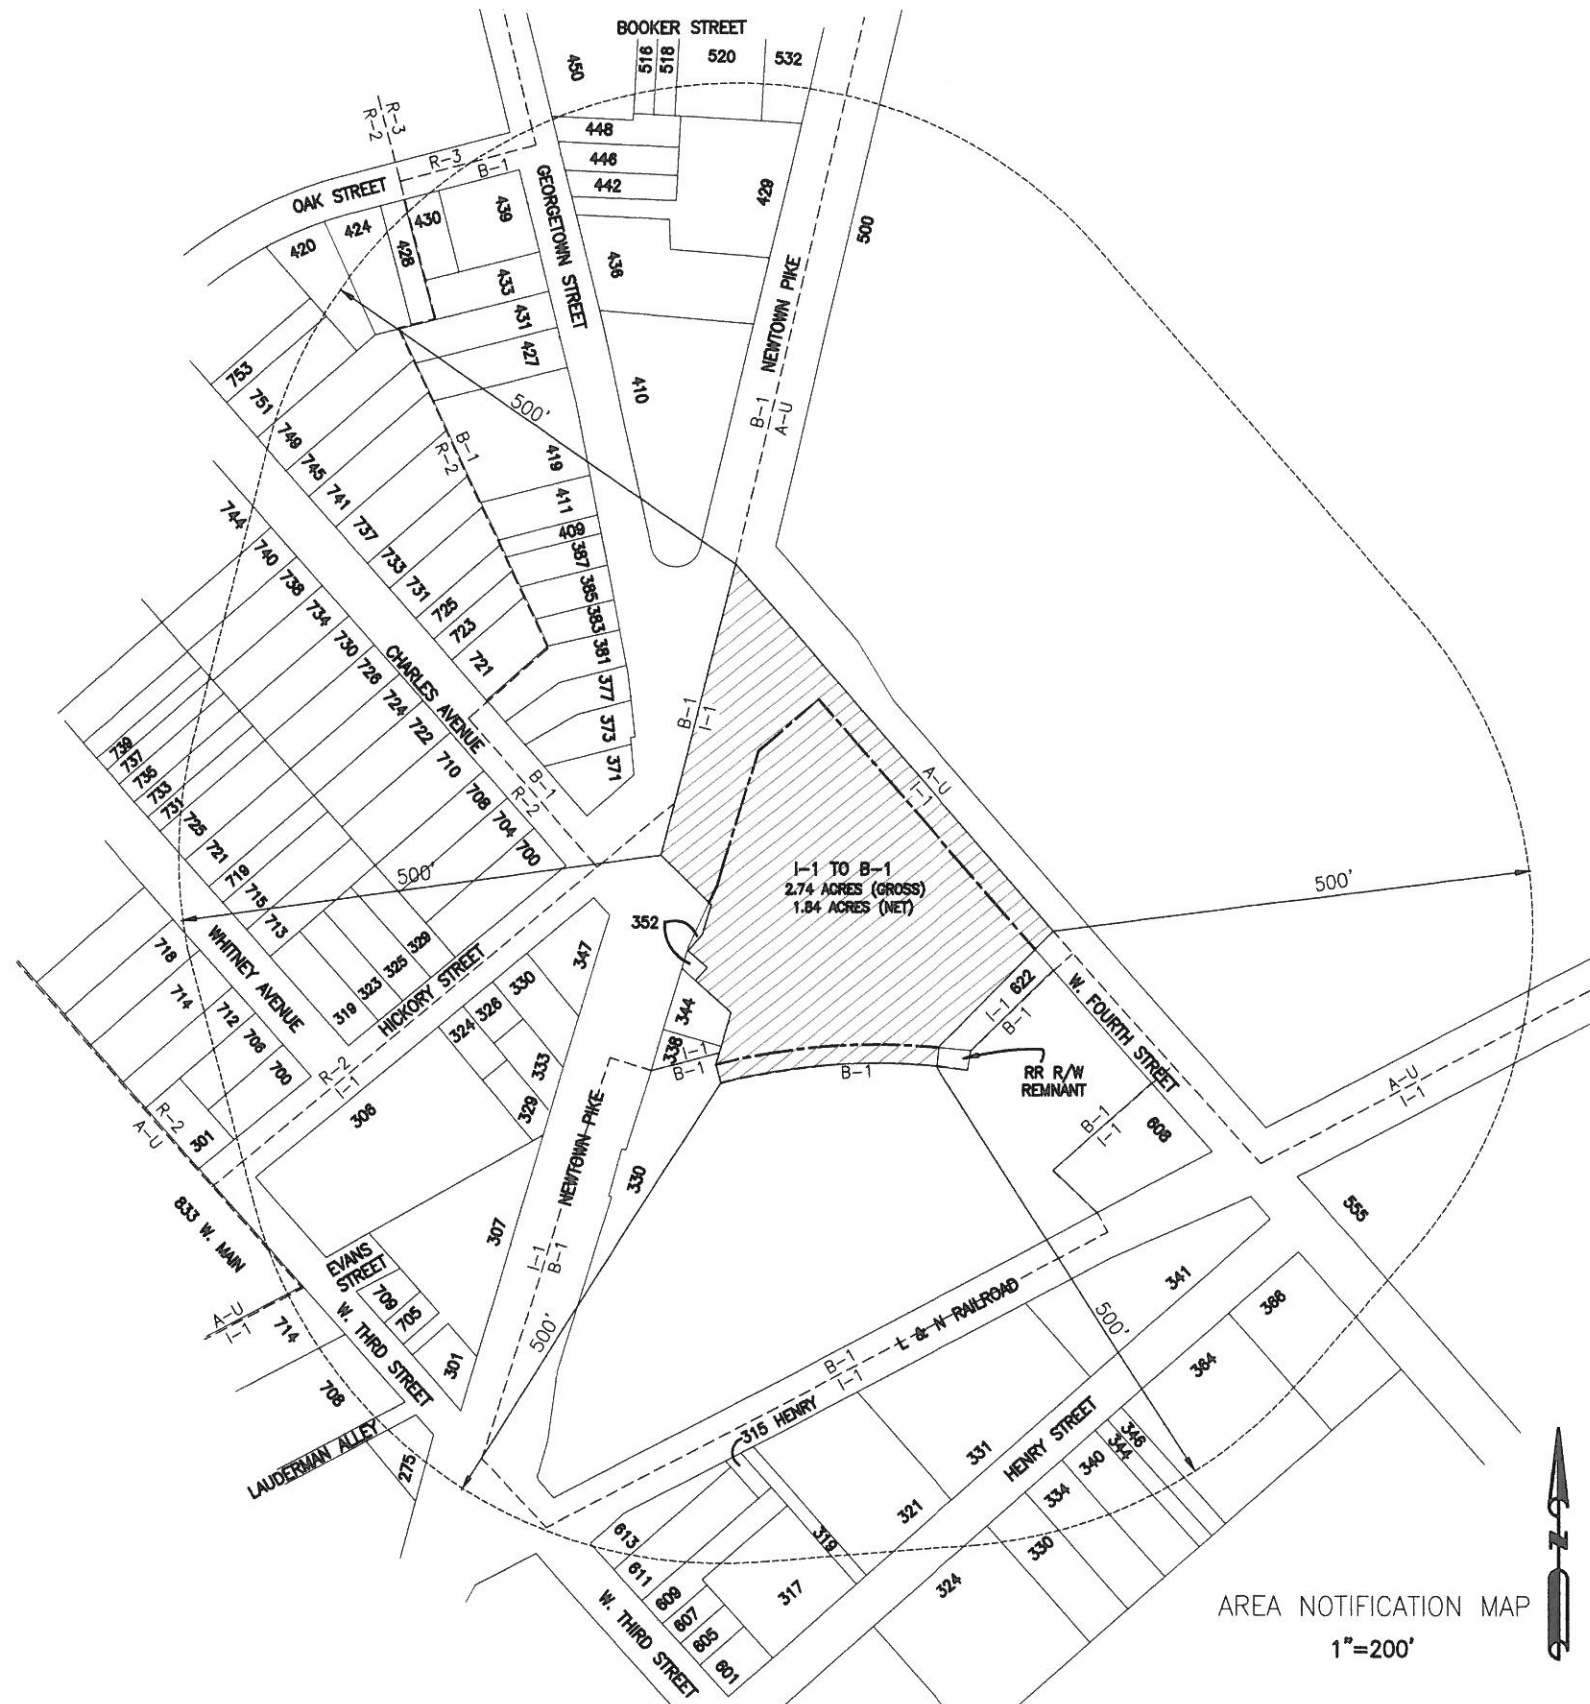 BOOKER STREET
450
516
518
520
532
R-3
R-2
448
446
442
429
R-3
B-1
OAK STREET
GEORGETOWN STREET
420
424
428
430
439
433
431
427
436
410
500
NEWTOWN PIKE
B-1
A-U
753
751
749
745
741
737
733
731
725
723
721
500'
B-1
R-2
419
411
409
387
385
383
381
377
373
371
744
740
738
734
730
726
724
722
710
708
704
700
CHARLES AVENUE
B-1
R-2
B-1
I-1
A-U
I-1
739
737
735
733
731
725
721
719
715
713
500'
I-1 TO B-1
2.74 ACRES (GROSS)
1.84 ACRES (NET)
500'
352
718
714
712
706
700
WHITNEY AVENUE
319
323
325
329
HICKORY STREET
324
326
330
347
333
329
344
338
I-1
B-1
B-1
I-1
622
B-1
W. FOURTH STREET
RR R/W
REMNANT
R-2
I-1
R-2
A-U
301
306
NEWTOWN PIKE
330
B-1
I-1
608
A-U
I-1
555
833 W. MAIN
307
I-1
B-1
EVANS
STREET
709
705
301
A-U
I-1
714
708
W. THRD STREET
500'
LAUDERMAN ALLEY
275
B-1
I-1
L & N RAILROAD
341
500'
386
364
315 HENRY
331
HENRY STREET
346
344
340
334
330
324
321
319
317
613
611
609
607
605
601
W. THIRD STREET
N
AREA NOTIFICATION MAP
1"=200'